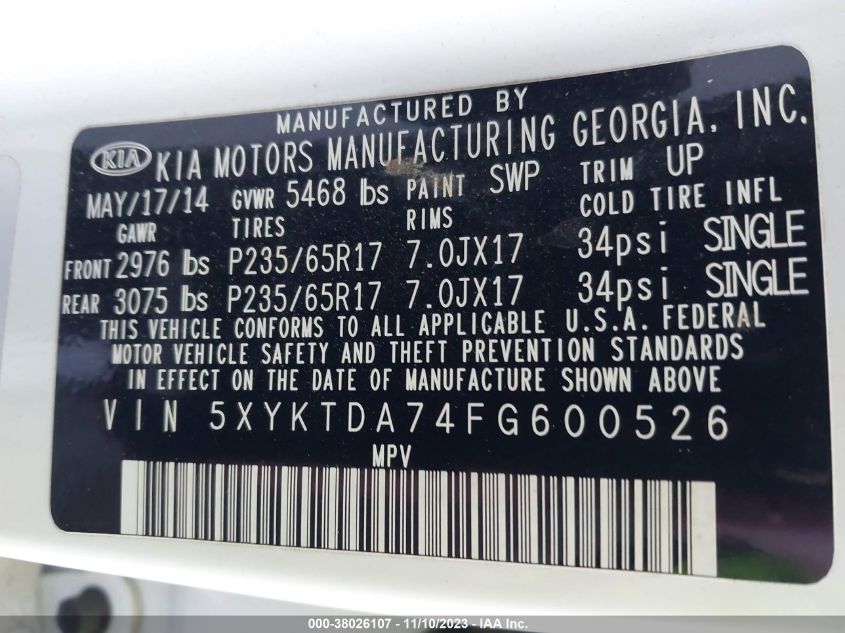 MANUFACTURED BY
KIA KIA MOTORS MANUFACTURING GEORGIA, INC.
MAY/17/14 GVWR 5468 lbs PAINT SWP TRIM UP
GAWR TIRES RIMS COLD TIRE INFL
FRONT 2976 lbs P235/65R17 7.0JX17 34psi SINGLE
REAR 3075 lbs P235/65R17 7.0JX17 34psi SINGLE
THIS VEHICLE CONFORMS TO ALL APPLICABLE U.S.A. FEDERAL
MOTOR VEHICLE SAFETY AND THEFT PREVENTION STANDARDS
IN EFFECT ON THE DATE OF MANUFACTURE SHOWN ABOVE
VIN 5XYKTDA74FG600526
MPV
000-38026107 - 11/10/2023 - IAA Inc.